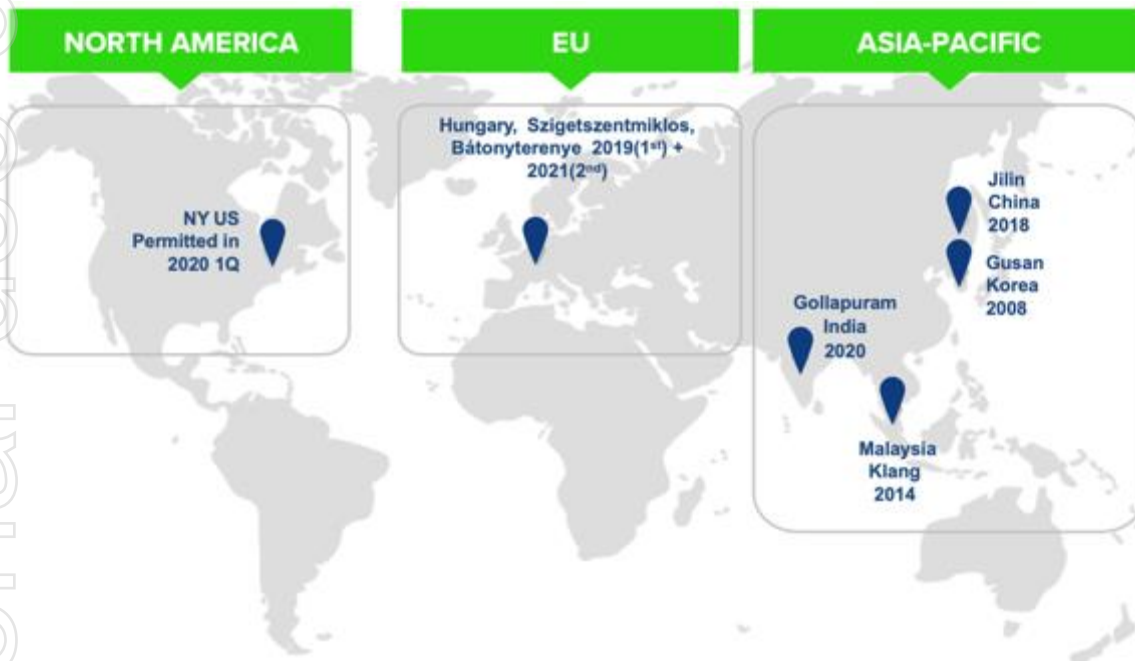 NORTH AMERICA
EU
ASIA-PACIFIC
NY US
Permitted in
2020 1Q
Hungary, Szigetszentmiklos,
Bátonyterenye 2019(1st) +
2021(2nd)
Jilin
China
2018
Gusan
Korea
2008
Gollapuram
India
2020
Malaysia
Klang
2014